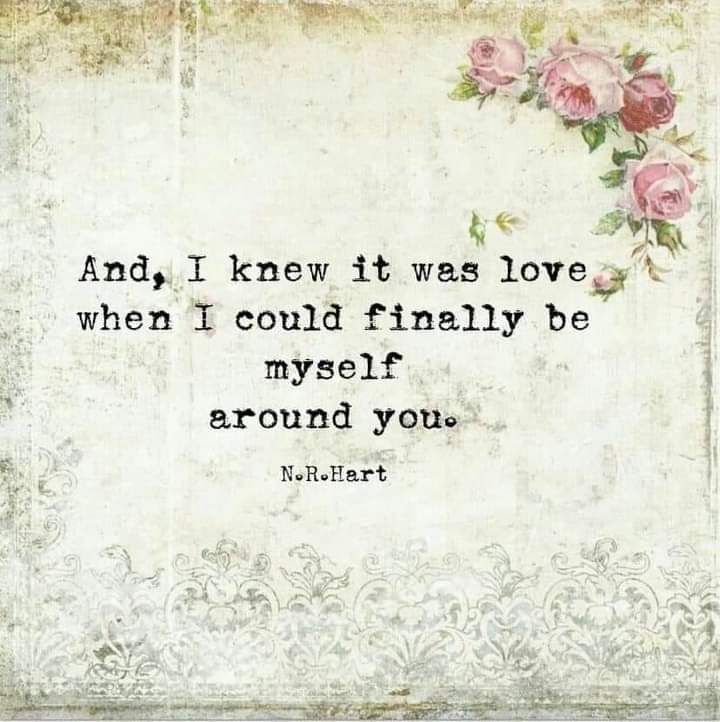 And, I knew it was love
when I could finally be
myself
around you.
N.R.Hart